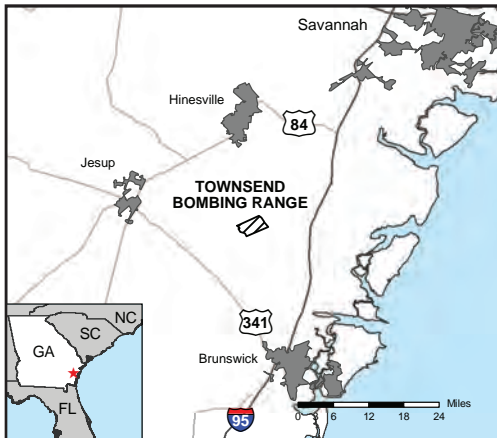 Savannah
Hinesville
84
Jesup
TOWNSEND
BOMBING RANGE
341
NC
SC
GA
Brunswick
FL
95
Miles
0 6 12 18 24